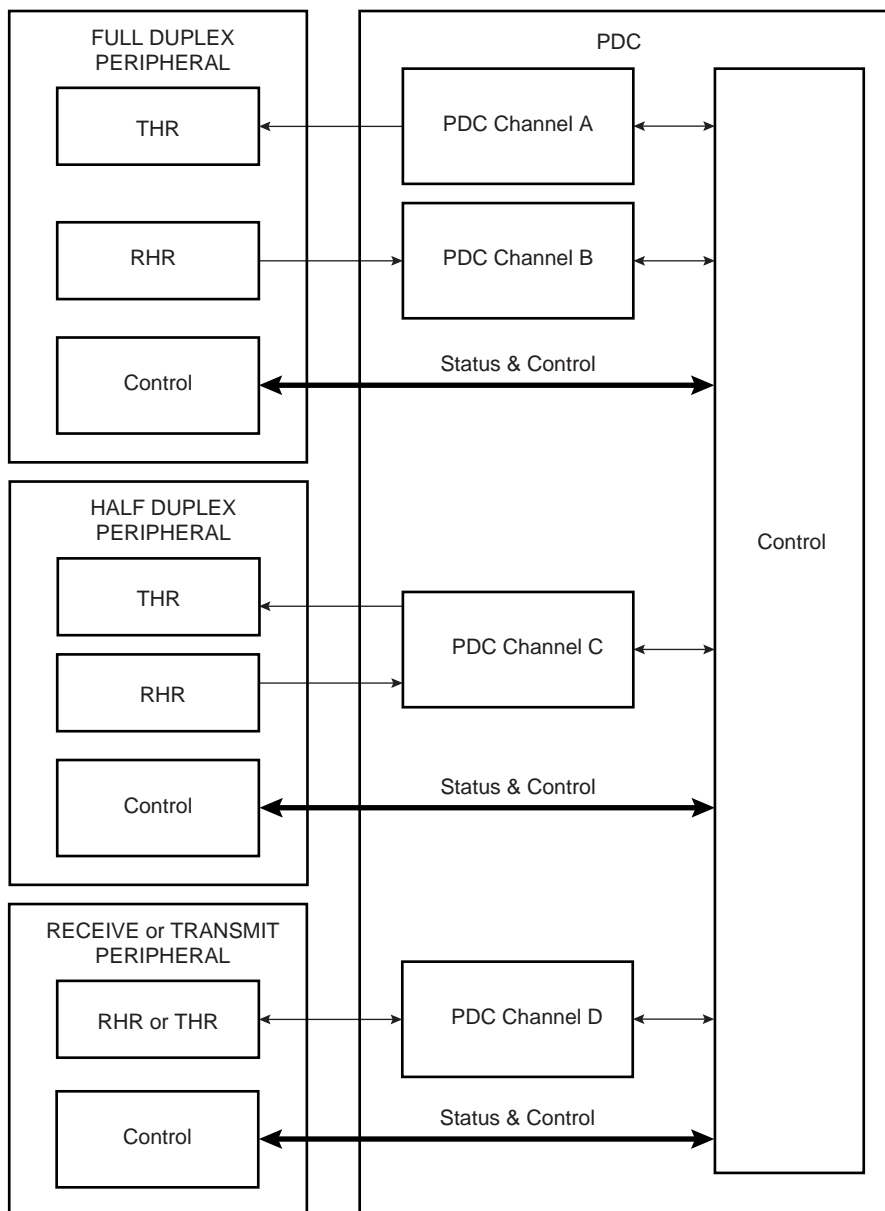 FULL DUPLEX
PERIPHERAL
PDC
THR
PDC Channel A
RHR
PDC Channel B
Control
Status & Control
HALF DUPLEX
PERIPHERAL
THR
Control
PDC Channel C
RHR
Control
Status & Control
RECEIVE or TRANSMIT
PERIPHERAL
RHR or THR
PDC Channel D
Control
Status & Control